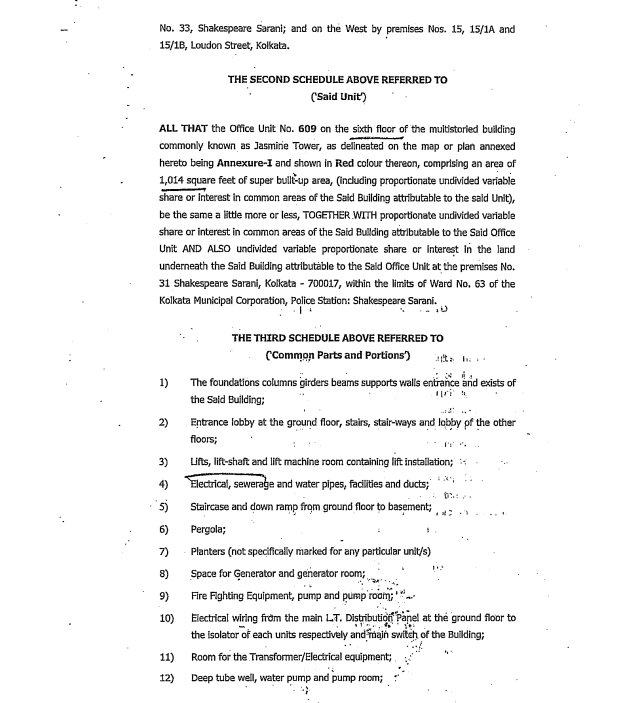 No. 33, Shakespeare Sarani; and on the West by premises Nos. 15, 15/1A and
15/1B, Loudon Street, Kolkata.
THE SECOND SCHEDULE ABOVE REFERRED TO
('Said Unit')
ALL THAT the Office Unit No. 609 on the sixth floor of the multistoried building
commonly known as Jasmine Tower, as delineated on the map or plan annexed
hereto being Annexure-I and shown in Red colour thereon, comprising an area of
1,014 square feet of super built-up area, (including proportionate undivided variable
share or interest in common areas of the Said Building attributable to the said Unit),
be the same a little more or less, TOGETHER WITH proportionate undivided variable
share or interest in common areas of the Said Building attributable to the Said Office
Unit AND ALSO undivided variable proportionate share or interest in the land
underneath the Said Building attributable to the Said Office Unit at the premises No.
31 Shakespeare Sarani, Kolkata - 700017, within the limits of Ward No. 63 of the
Kolkata Municipal Corporation, Police Station: Shakespeare Sarani.
THE THIRD SCHEDULE ABOVE REFERRED TO
('Common Parts and Portions')
1) The foundations columns girders beams supports walls entrance and exists of
the Said Building;
2) Entrance lobby at the ground floor, stairs, stair-ways and lobby of the other
floors;
3) Lifts, lift-shaft and lift machine room containing lift installation;
4) Electrical, sewerage and water pipes, facilities and ducts;
5) Staircase and down ramp from ground floor to basement;
6) Pergola;
7) Planters (not specifically marked for any particular unit/s)
8) Space for Generator and generator room;
9) Fire Fighting Equipment, pump and pump room;
10) Electrical wiring from the main L.T. Distribution Panel at the ground floor to
the isolator of each units respectively and main switch of the Building;
11) Room for the Transformer/Electrical equipment;
12) Deep tube well, water pump and pump room;